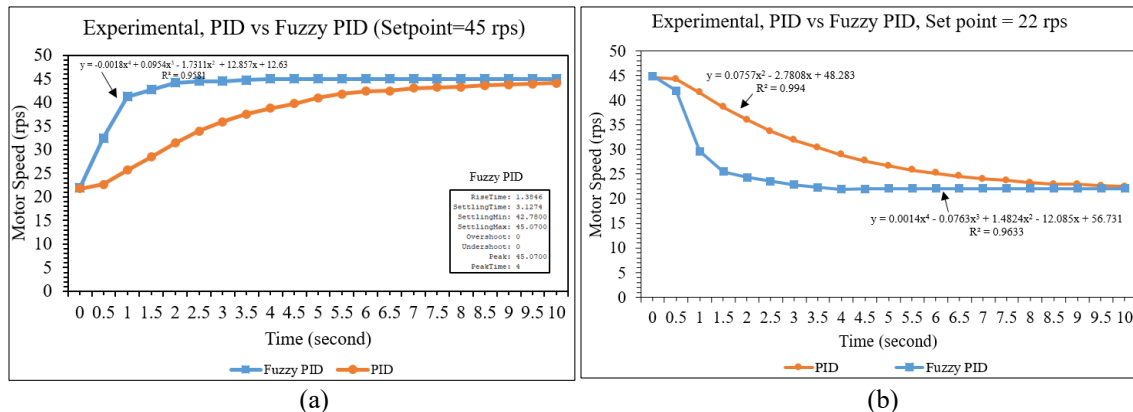 Experimental, PID vs Fuzzy PID (Setpoint=45 rps)
y = -0.0018x⁴ + 0.0954x³ - 1.7311x² + 12.857x + 12.63
R² = 0.9581
Motor Speed (rps)
50
45
40
35
30
25
20
15
10
5
0
Fuzzy PID
RiseTime: 1.3846
SettlingTime: 3.1274
SettlingMin: 42.7800
SettlingMax: 45.0700
Overshoot: 0
Undershoot: 0
Peak: 45.0700
PeakTime: 4
0 0.5 1 1.5 2 2.5 3 3.5 4 4.5 5 5.5 6 6.5 7 7.5 8 8.5 9 9.5 10
Time (second)
Fuzzy PID PID
(a)
Experimental, PID vs Fuzzy PID, Set point = 22 rps
y = 0.0757x² - 2.7808x + 48.283
R² = 0.994
Motor Speed (rps)
50
45
40
35
30
25
20
15
10
5
0
y = 0.0014x⁴ - 0.0763x³ + 1.4824x² - 12.085x + 56.731
R² = 0.9633
0 0.5 1 1.5 2 2.5 3 3.5 4 4.5 5 5.5 6 6.5 7 7.5 8 8.5 9 9.5 10
Time (second)
PID Fuzzy PID
(b)